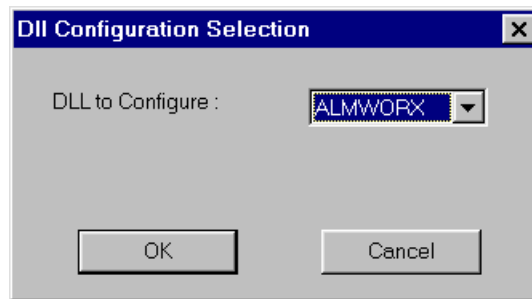 Dll Configuration Selection
DLL to Configure :
ALMWORX
OK
Cancel